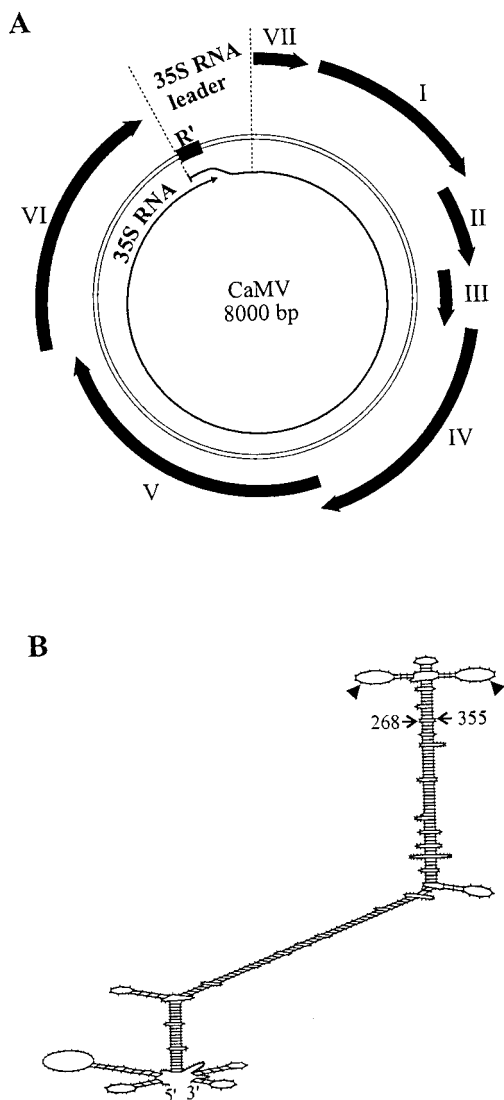 A
VII
35S RNA
leader
I
R'
VI
35S RNA
II
III
CaMV
8000 bp
IV
V
B
268 355
5' 3'